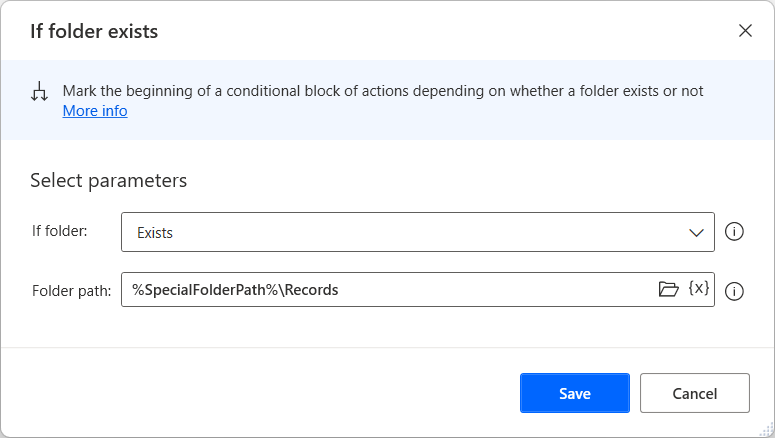 If folder exists
Mark the beginning of a conditional block of actions depending on whether a folder exists or not
More info
Select parameters
If folder: Exists
Folder path: %SpecialFolderPath%\Records {x}
Save Cancel